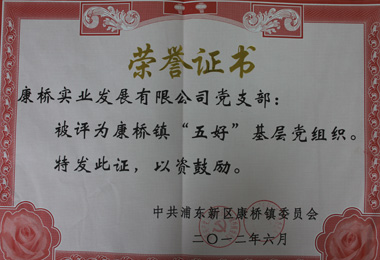 荣誉证书
康桥实业发展有限公司党支部：
被评为康桥镇“五好”基层党组织。
特发此证，以资鼓励。
中共浦东新区康桥镇委员会
二〇一二年六月